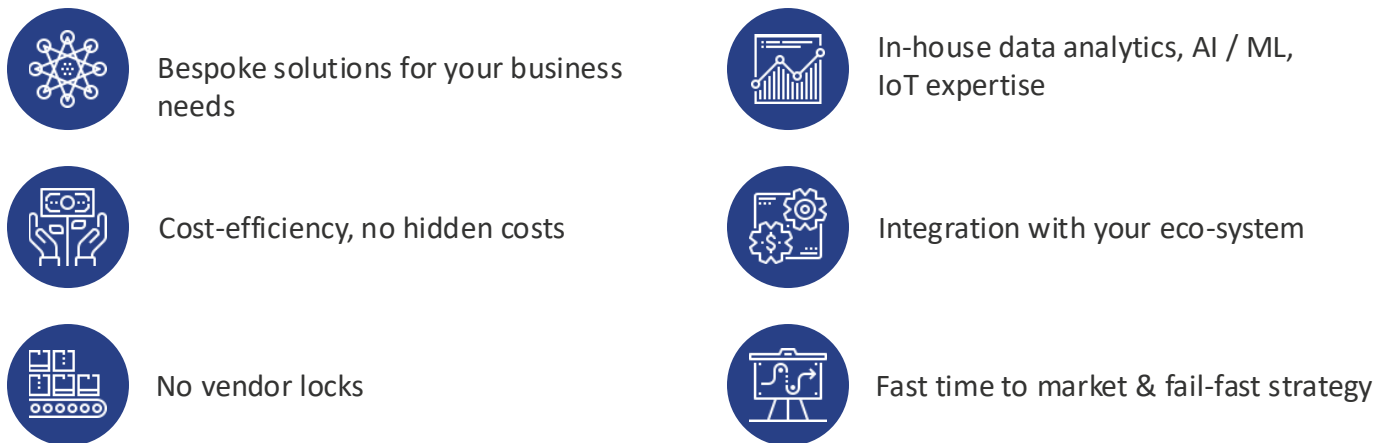 Bespoke solutions for your business
needs
In-house data analytics, AI / ML,
IoT expertise
Cost-efficiency, no hidden costs
Integration with your eco-system
No vendor locks
Fast time to market & fail-fast strategy